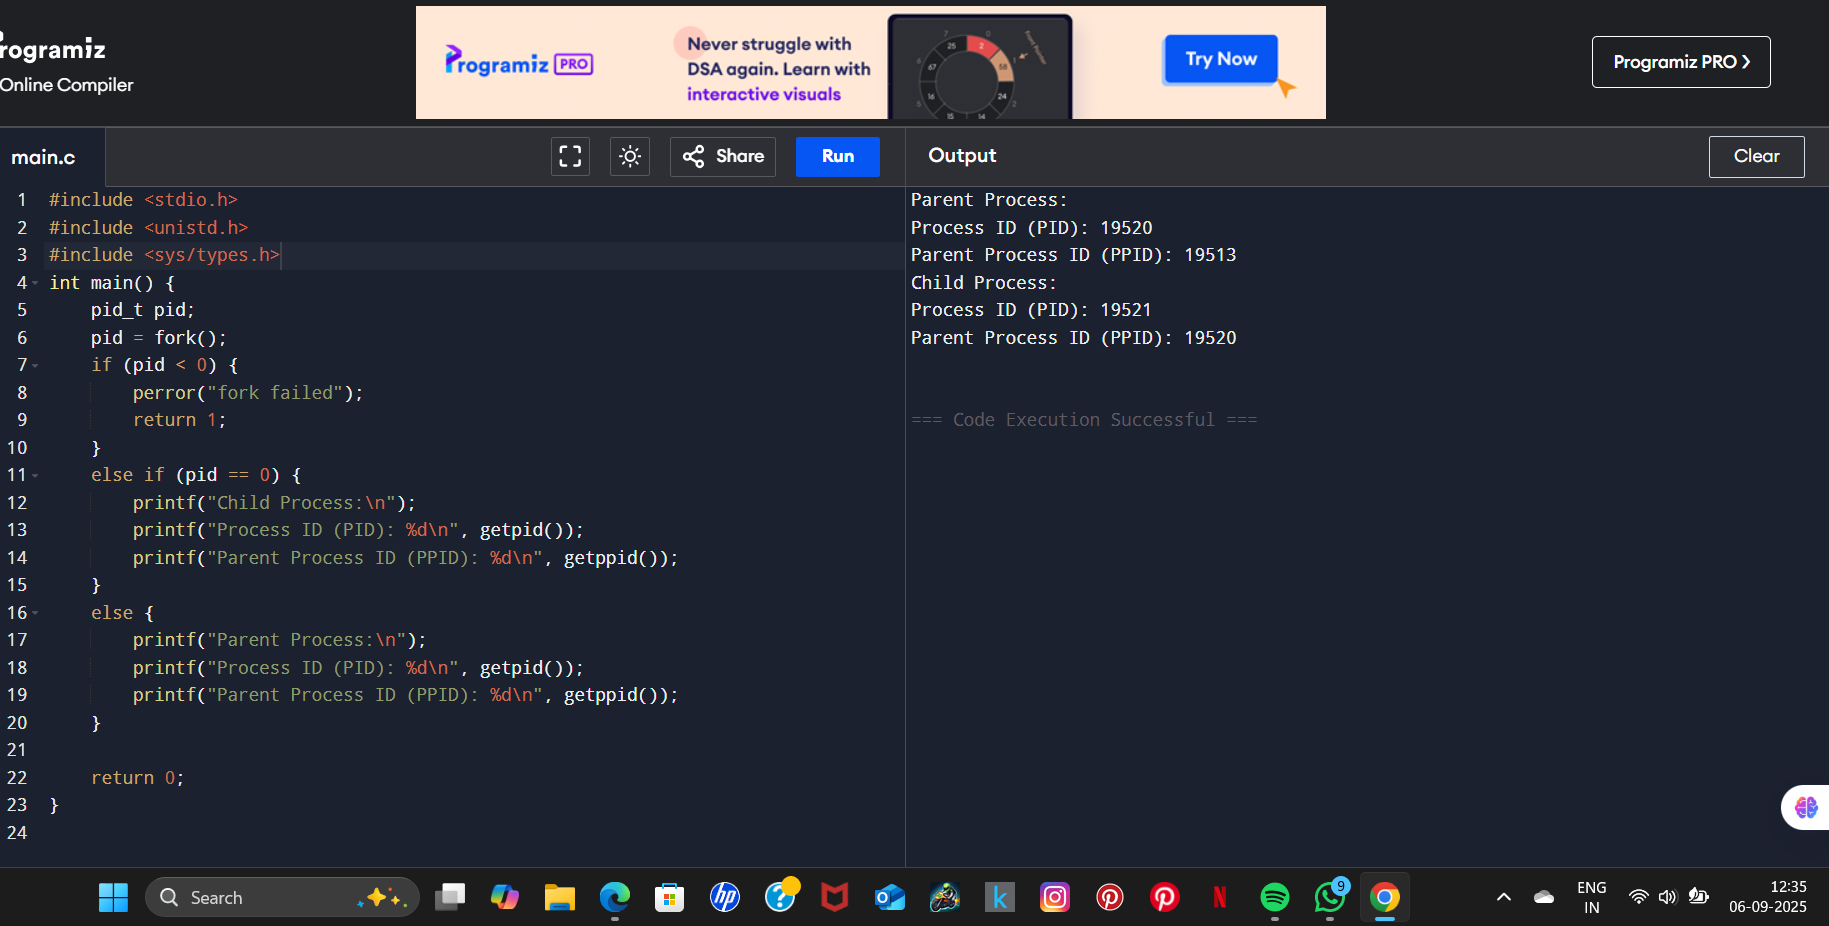 rogramiz
Online Compiler
Programiz PRO
Never struggle with
DSA again. Learn with
interactive visuals
Try Now
Programiz PRO
main.c
Share
Run
Output
Clear
1 #include <stdio.h>
2 #include <unistd.h>
3 #include <sys/types.h>
4 int main() {
5     pid_t pid;
6     pid = fork();
7     if (pid < 0) {
8         perror("fork failed");
9         return 1;
10     }
11     else if (pid == 0) {
12         printf("Child Process:\n");
13         printf("Process ID (PID): %d\n", getpid());
14         printf("Parent Process ID (PPID): %d\n", getppid());
15     }
16     else {
17         printf("Parent Process:\n");
18         printf("Process ID (PID): %d\n", getpid());
19         printf("Parent Process ID (PPID): %d\n", getppid());
20     }
21
22     return 0;
23 }
24
Parent Process:
Process ID (PID): 19520
Parent Process ID (PPID): 19513
Child Process:
Process ID (PID): 19521
Parent Process ID (PPID): 19520
=== Code Execution Successful ===
Search
hp
k
N
9
ENG
IN
12:35
06-09-2025